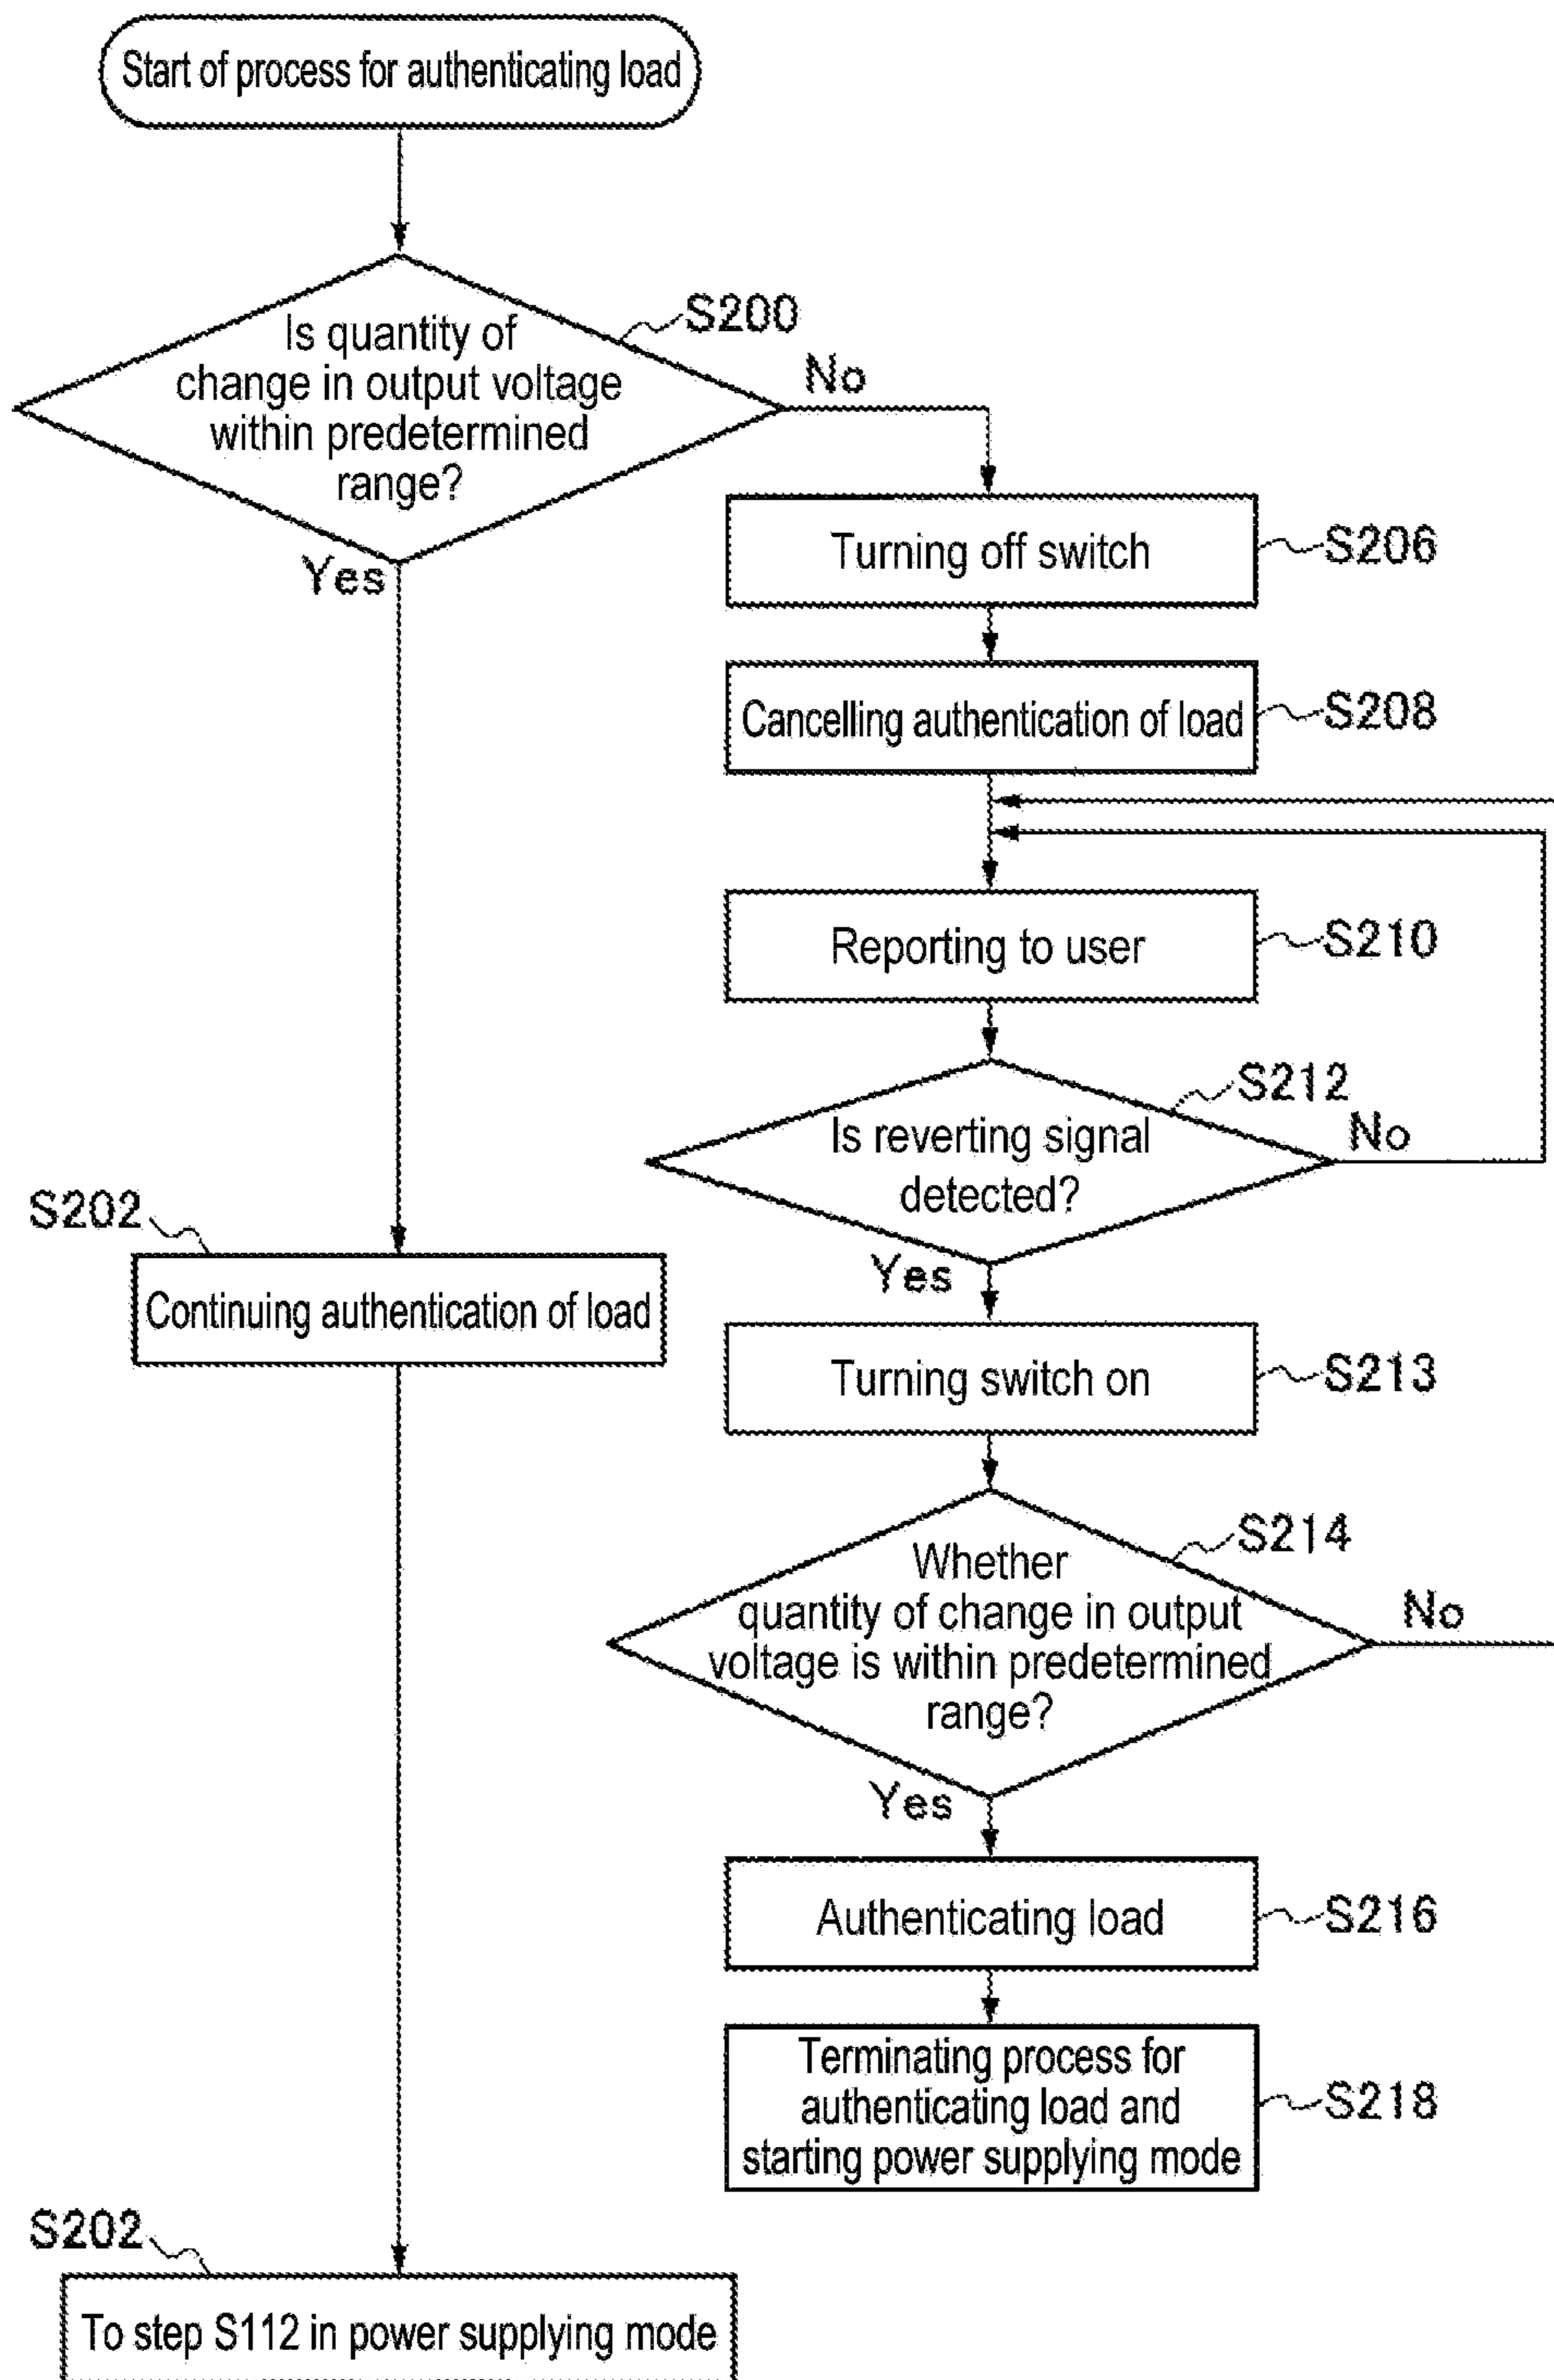 Start of process for authenticating load
S200
Is quantity of
change in output voltage
within predetermined
range?
No
Yes
Turning off switch
S206
Cancelling authentication of load
S208
Reporting to user
S210
S212
Is reverting signal
detected?
No
Yes
S202
Continuing authentication of load
Turning switch on
S213
S214
Whether
quantity of change in output
voltage is within predetermined
range?
No
Yes
Authenticating load
S216
Terminating process for
authenticating load and
starting power supplying mode
S218
S202
To step S112 in power supplying mode